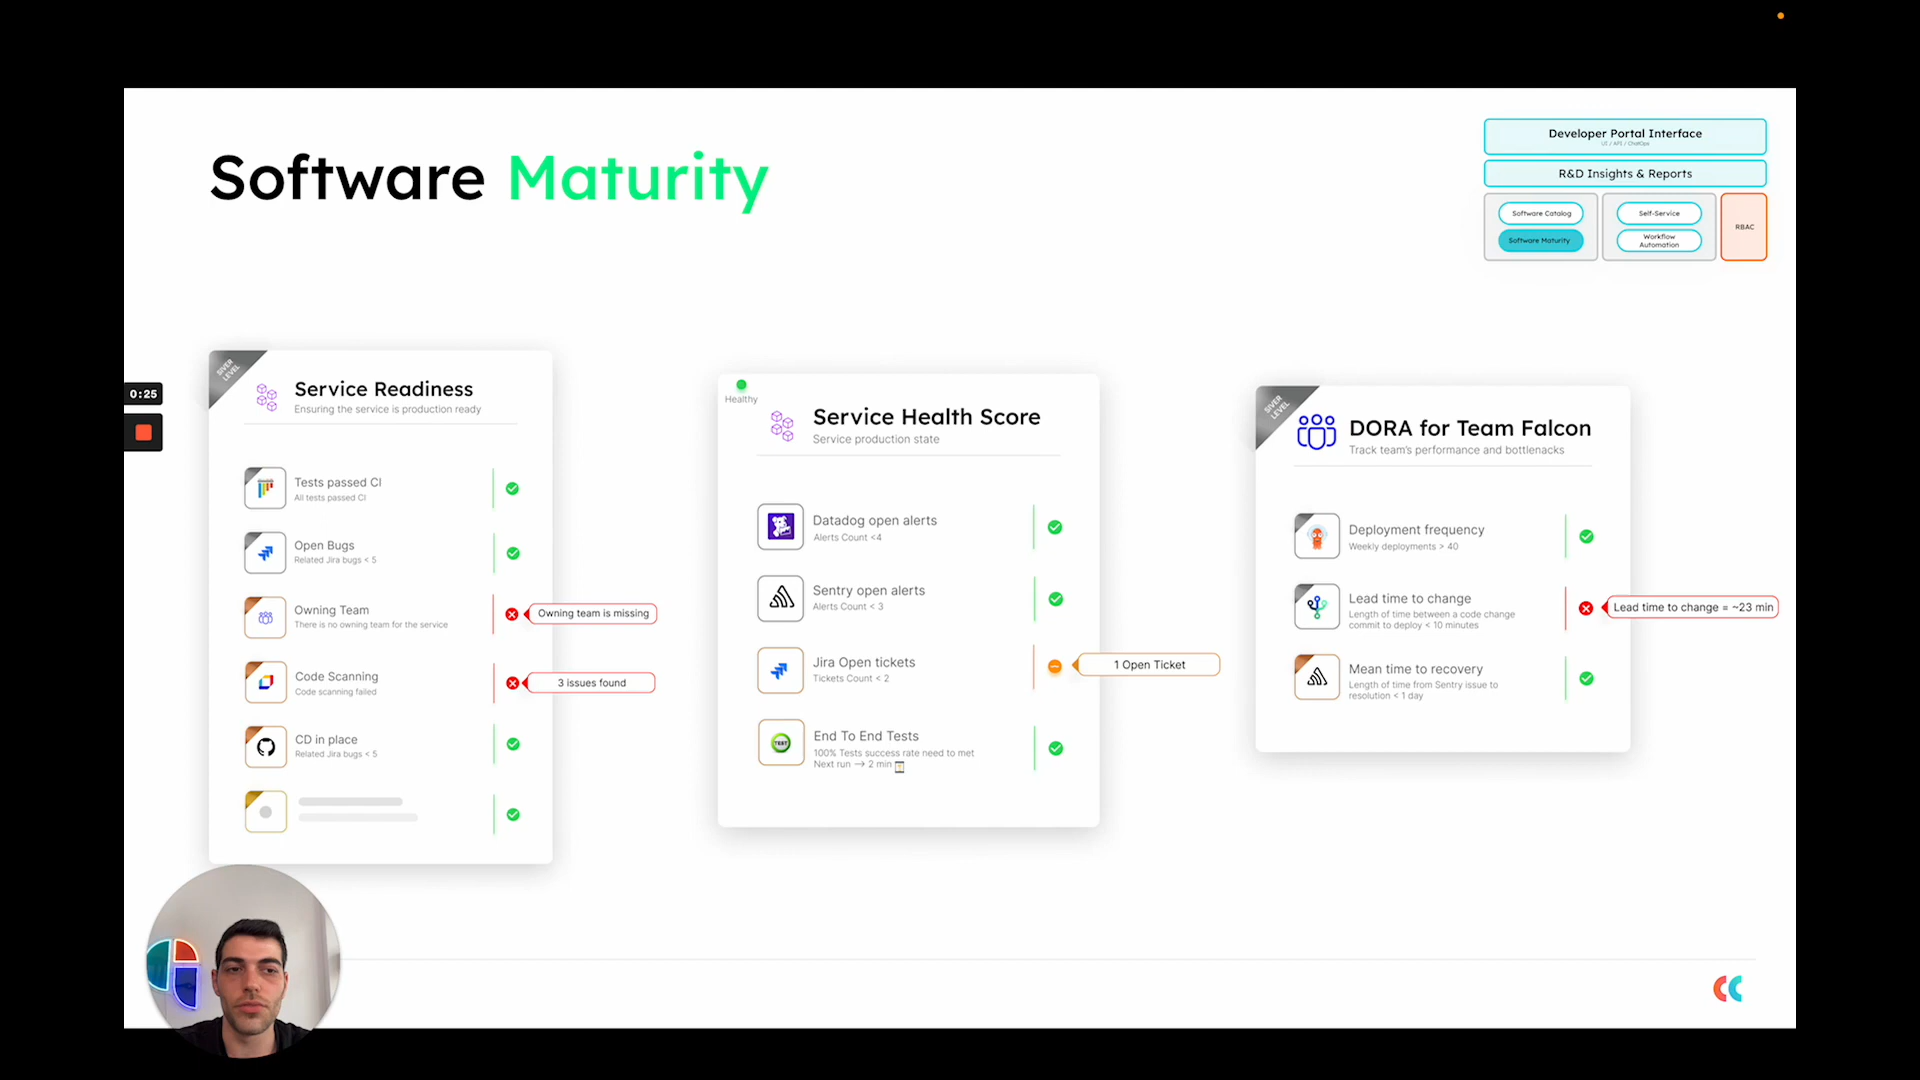 Software Maturity
Developer Portal Interface
UI / API / ChatOps
R&D Insights & Reports
Software Catalog
Software Maturity
Self-Service
Workflow
Automation
RBAC
0:25
SIVER
LEVEL
Service Readiness
Ensuring the service is production ready
Tests passed CI
All tests passed CI
Open Bugs
Related Jira bugs < 5
Owning Team
There is no owning team for the service
Owning team is missing
Code Scanning
Code scanning failed
3 issues found
CD in place
Related Jira bugs < 5
Healthy
Service Health Score
Service production state
Datadog open alerts
Alerts Count <4
Sentry open alerts
Alerts Count < 3
Jira Open tickets
Tickets Count < 2
1 Open Ticket
TEST
End To End Tests
100% Tests success rate need to met
Next run → 2 min
SIVER
LEVEL
DORA for Team Falcon
Track team's performance and bottlenacks
Deployment frequency
Weekly deployments > 40
Lead time to change
Length of time between a code change
commit to deploy < 10 minutes
Lead time to change = ~23 min
Mean time to recovery
Length of time from Sentry issue to
resolution < 1 day